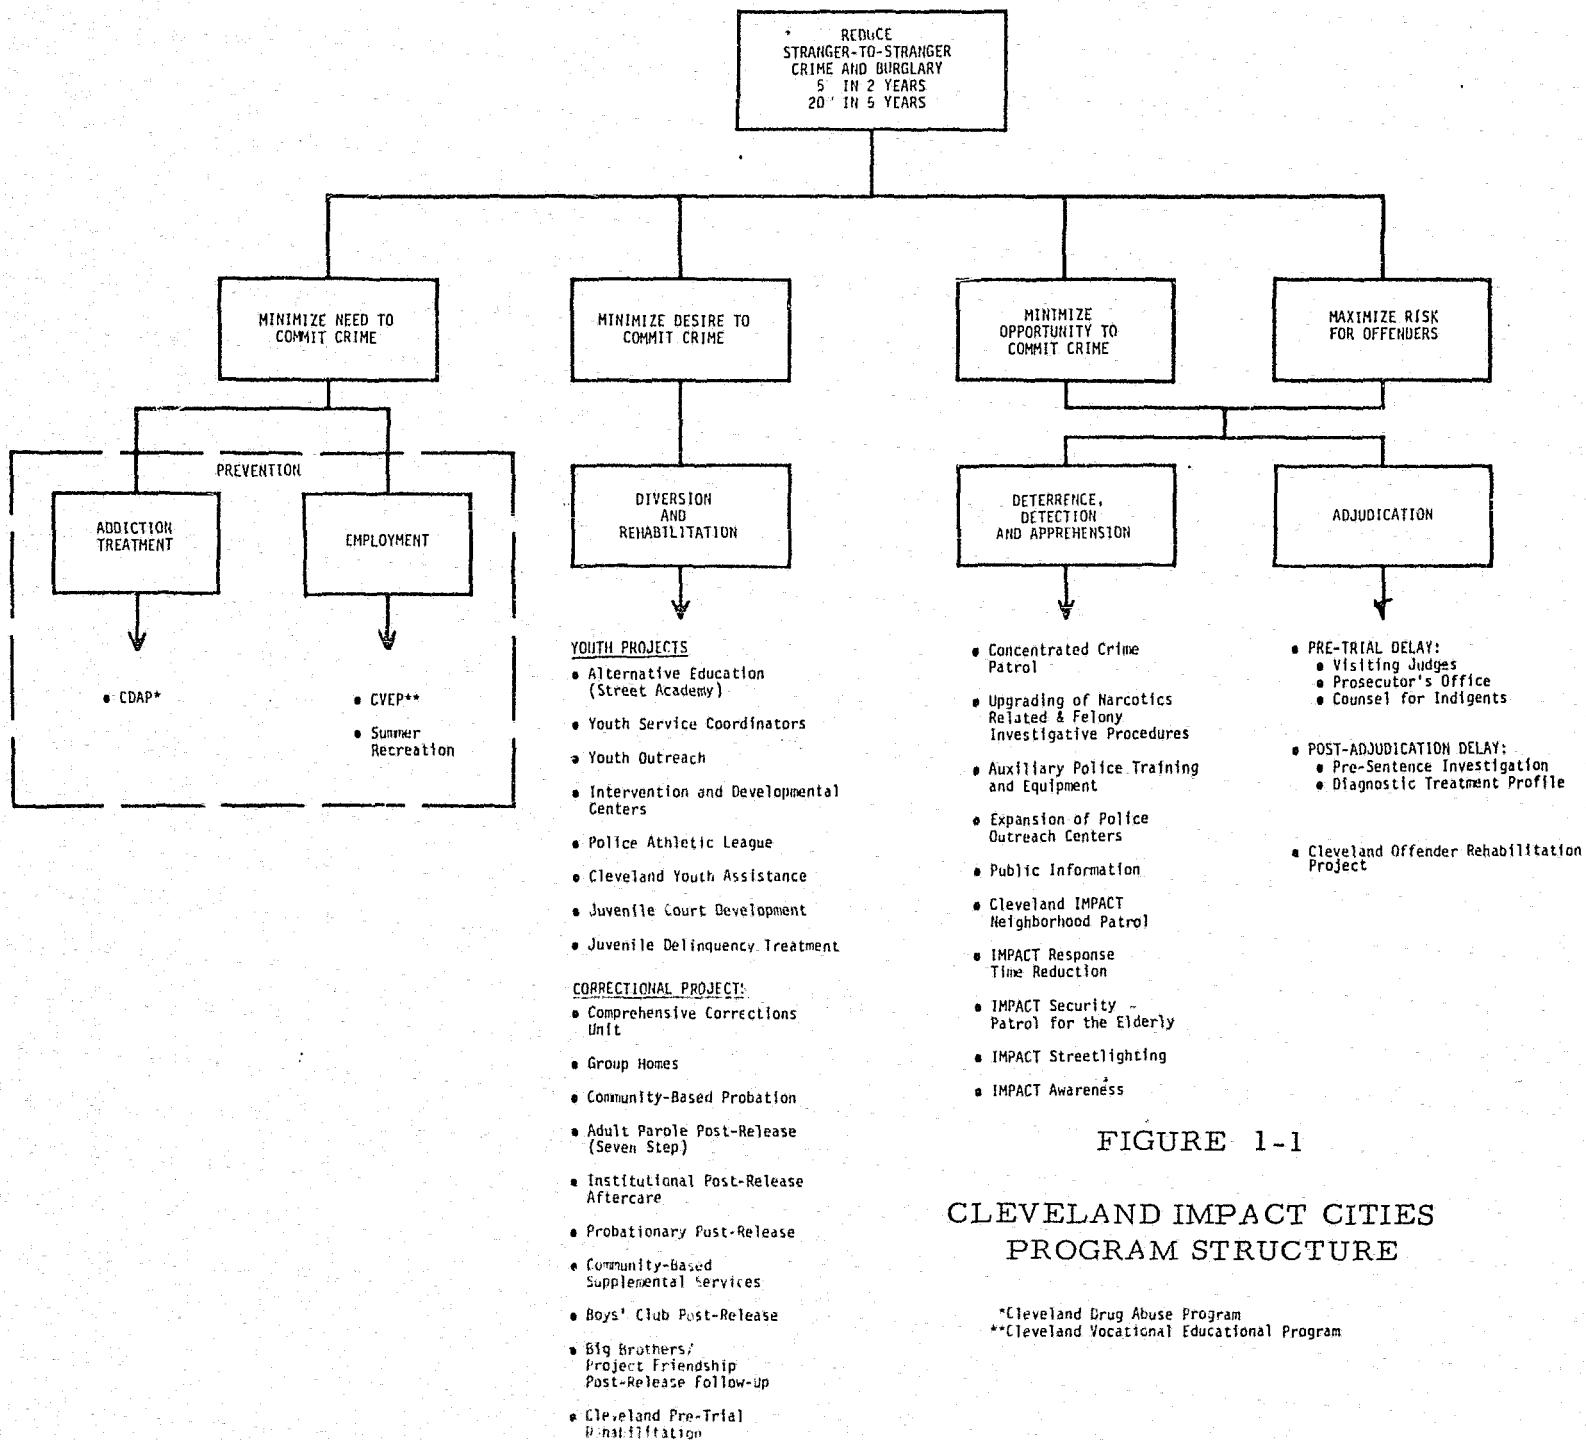 REDUCE
STRANGER-TO-STRANGER
CRIME AND BURGLARY
5 IN 2 YEARS
20 IN 5 YEARS
MINIMIZE NEED TO
COMMIT CRIME
MINIMIZE DESIRE TO
COMMIT CRIME
MINIMIZE
OPPORTUNITY TO
COMMIT CRIME
MAXIMIZE RISK
FOR OFFENDERS
PREVENTION
ADDICTION
TREATMENT
EMPLOYMENT
DIVERSION
AND
REHABILITATION
DETERRENCE,
DETECTION
AND APPREHENSION
ADJUDICATION
• CDAP*
• CVEP**
• Summer
Recreation
YOUTH PROJECTS
• Alternative Education
(Street Academy)
• Youth Service Coordinators
• Youth Outreach
• Intervention and Developmental
Centers
• Police Athletic League
• Cleveland Youth Assistance
• Juvenile Court Development
• Juvenile Delinquency Treatment
CORRECTIONAL PROJECTS
• Comprehensive Corrections
Unit
• Group Homes
• Community-Based Probation
• Adult Parole Post-Release
(Seven Step)
• Institutional Post-Release
Aftercare
• Probationary Post-Release
• Community-Based
Supplemental Services
• Boys' Club Post-Release
• Big Brothers/
Project Friendship
Post-Release Follow-up
• Cleveland Pre-Trial
Rehabilitation
• Concentrated Crime
Patrol
• Upgrading of Narcotics
Related & Felony
Investigative Procedures
• Auxiliary Police Training
and Equipment
• Expansion of Police
Outreach Centers
• Public Information
• Cleveland IMPACT
Neighborhood Patrol
• IMPACT Response
Time Reduction
• IMPACT Security -
Patrol for the Elderly
• IMPACT Streetlighting
• IMPACT Awareness
• PRE-TRIAL DELAY:
• Visiting Judges
• Prosecutor's Office
• Counsel for Indigents
• POST-ADJUDICATION DELAY:
• Pre-Sentence Investigation
• Diagnostic Treatment Profile
• Cleveland Offender Rehabilitation
Project
FIGURE 1-1
CLEVELAND IMPACT CITIES
PROGRAM STRUCTURE
*Cleveland Drug Abuse Program
**Cleveland Vocational Educational Program